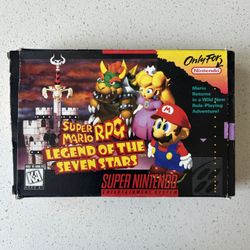 Only For
Nintendo
Mario
Returns
in a Wild New
Role-Playing
Adventure!
SUPER
MARIO RPG
LEGEND OF THE
SEVEN STARS
K-A
SUPER NINTENDO
ENTERTAINMENT SYSTEM